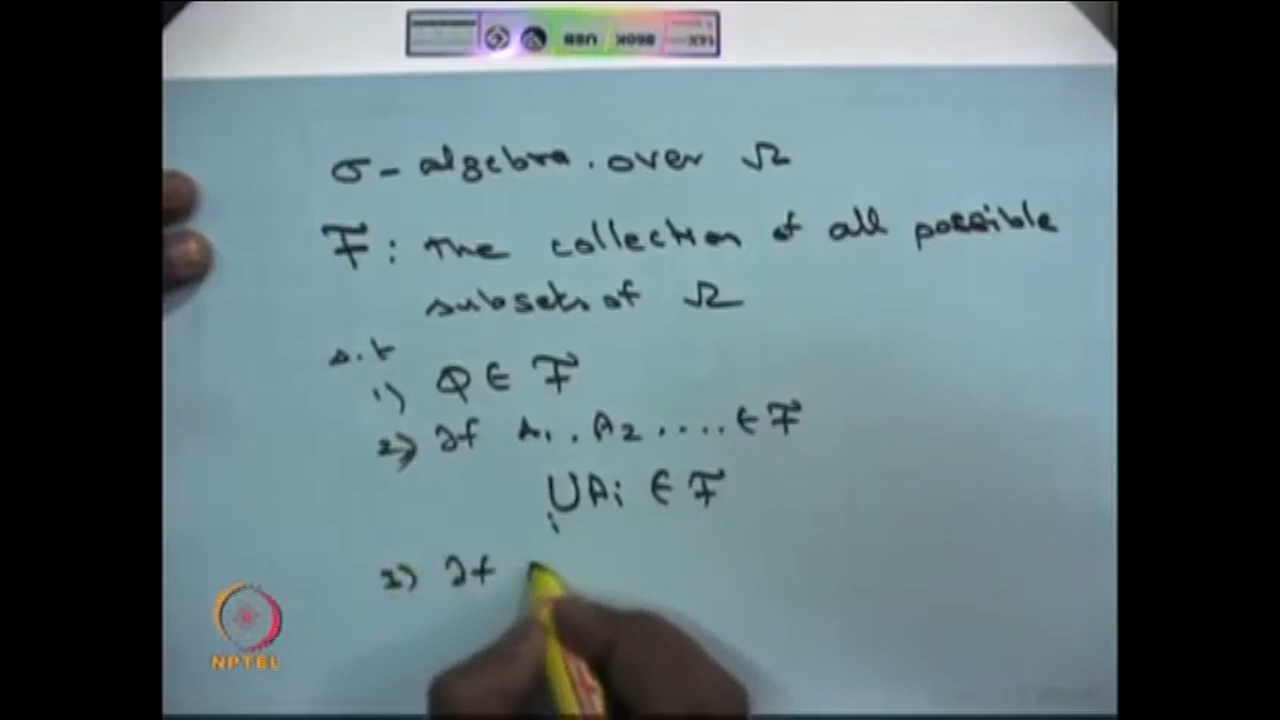 σ- algebra. over Ω
F : The collection of all possible
subsets of Ω
s.t
1) Φ ∈ F
2) If A1, A2 .... ∈ F
∪Ai ∈ F
i
3) If
NPTEL